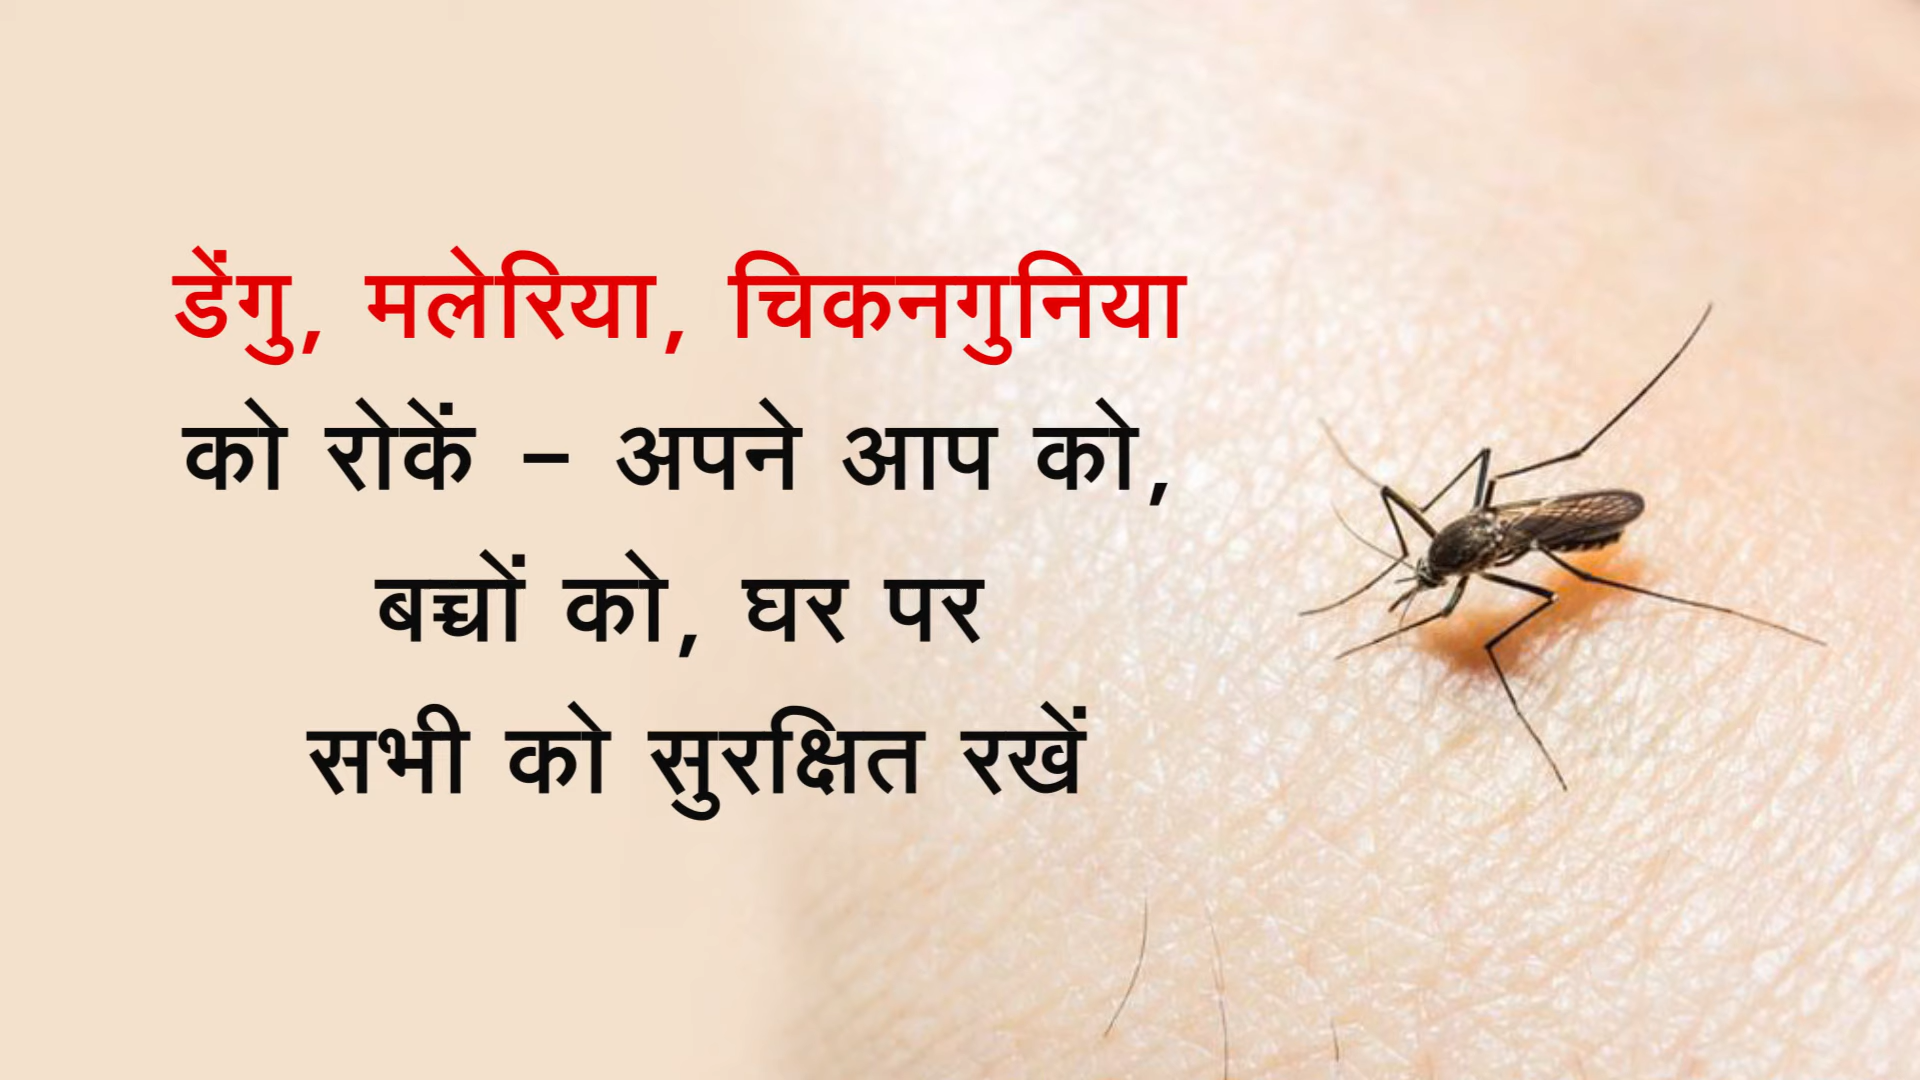 डेंगु, मलेरिया, चिकनगुनिया
को रोकें – अपने आप को,
बच्चों को, घर पर
सभी को सुरक्षित रखें